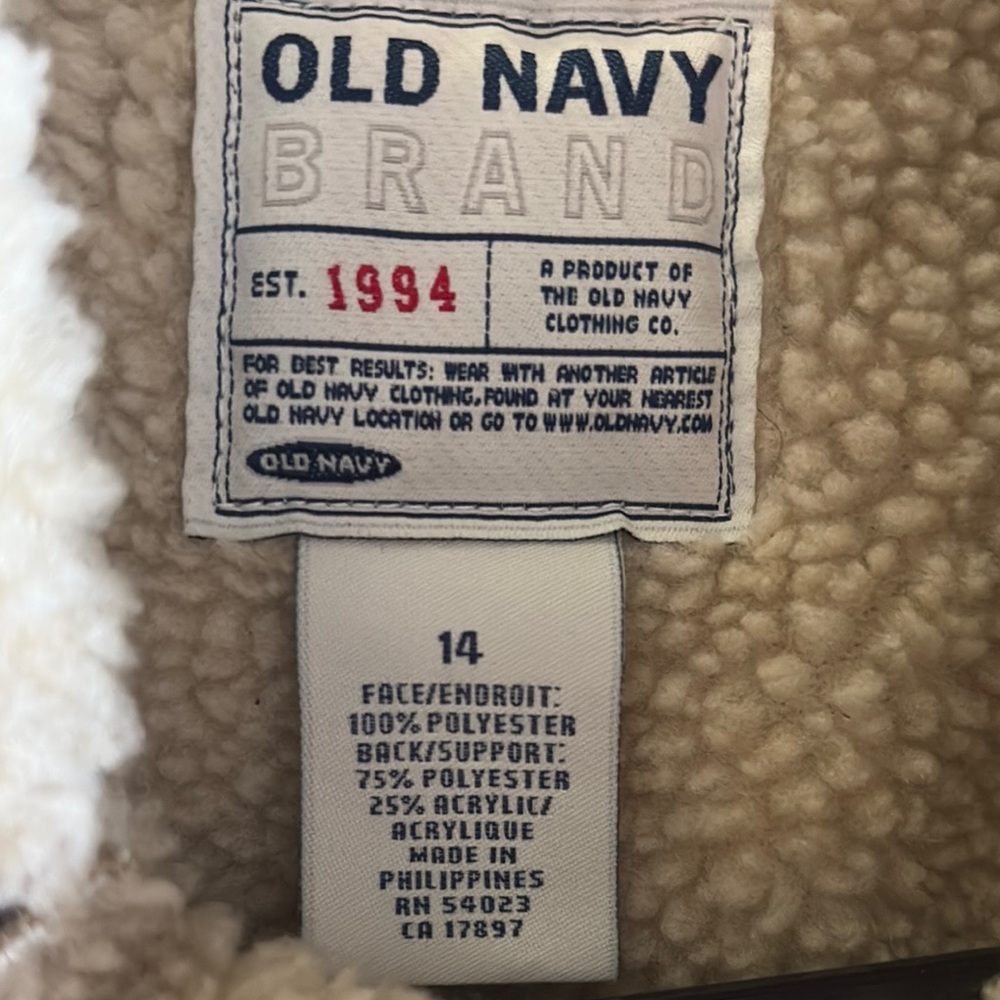 OLD NAVY
BRAND
EST. 1994
A PRODUCT OF
THE OLD NAVY
CLOTHING CO.
FOR BEST RESULTS: WEAR WITH ANOTHER ARTICLE
OF OLD NAVY CLOTHING, FOUND AT YOUR NEAREST
OLD NAVY LOCATION OR GO TO WWW.OLDNAVY.COM
OLD NAVY
14
FACE/ENDROIT:
100% POLYESTER
BACK/SUPPORT:
75% POLYESTER
25% ACRYLIC/
ACRYLIQUE
MADE IN
PHILIPPINES
RN 54023
CA 17897